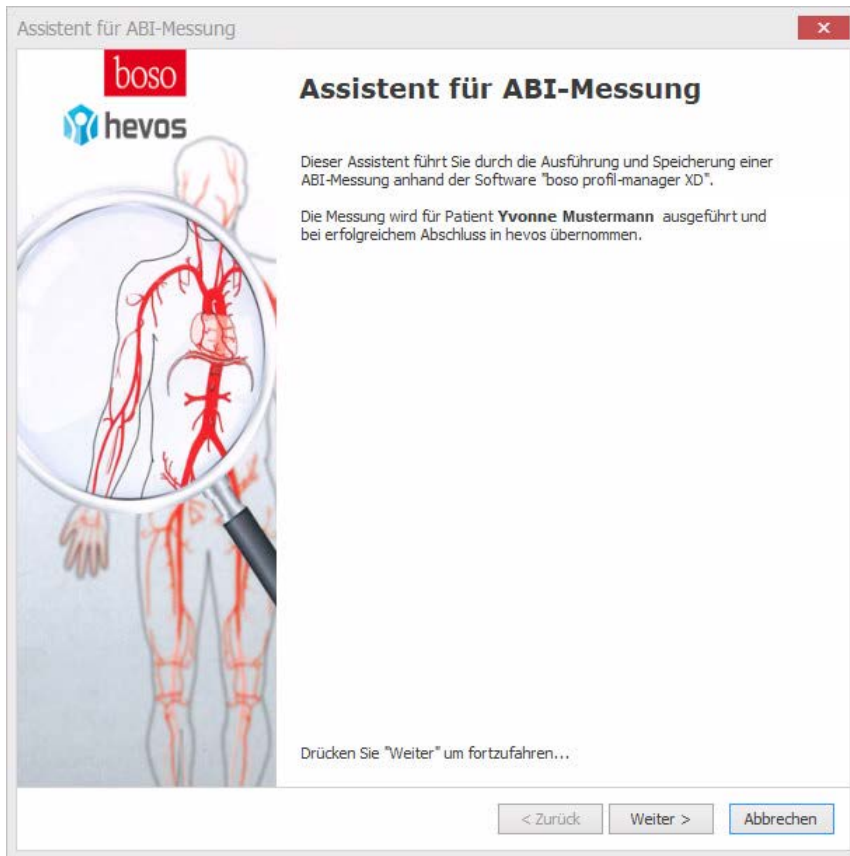 Assistent für ABI-Messung
boso
hevos
Assistent für ABI-Messung
Dieser Assistent führt Sie durch die Ausführung und Speicherung einer
ABI-Messung anhand der Software "boso profil-manager XD".
Die Messung wird für Patient Yvonne Mustermann ausgeführt und
bei erfolgreichem Abschluss in hevos übernommen.
Drücken Sie "Weiter" um fortzufahren...
< Zurück Weiter > Abbrechen